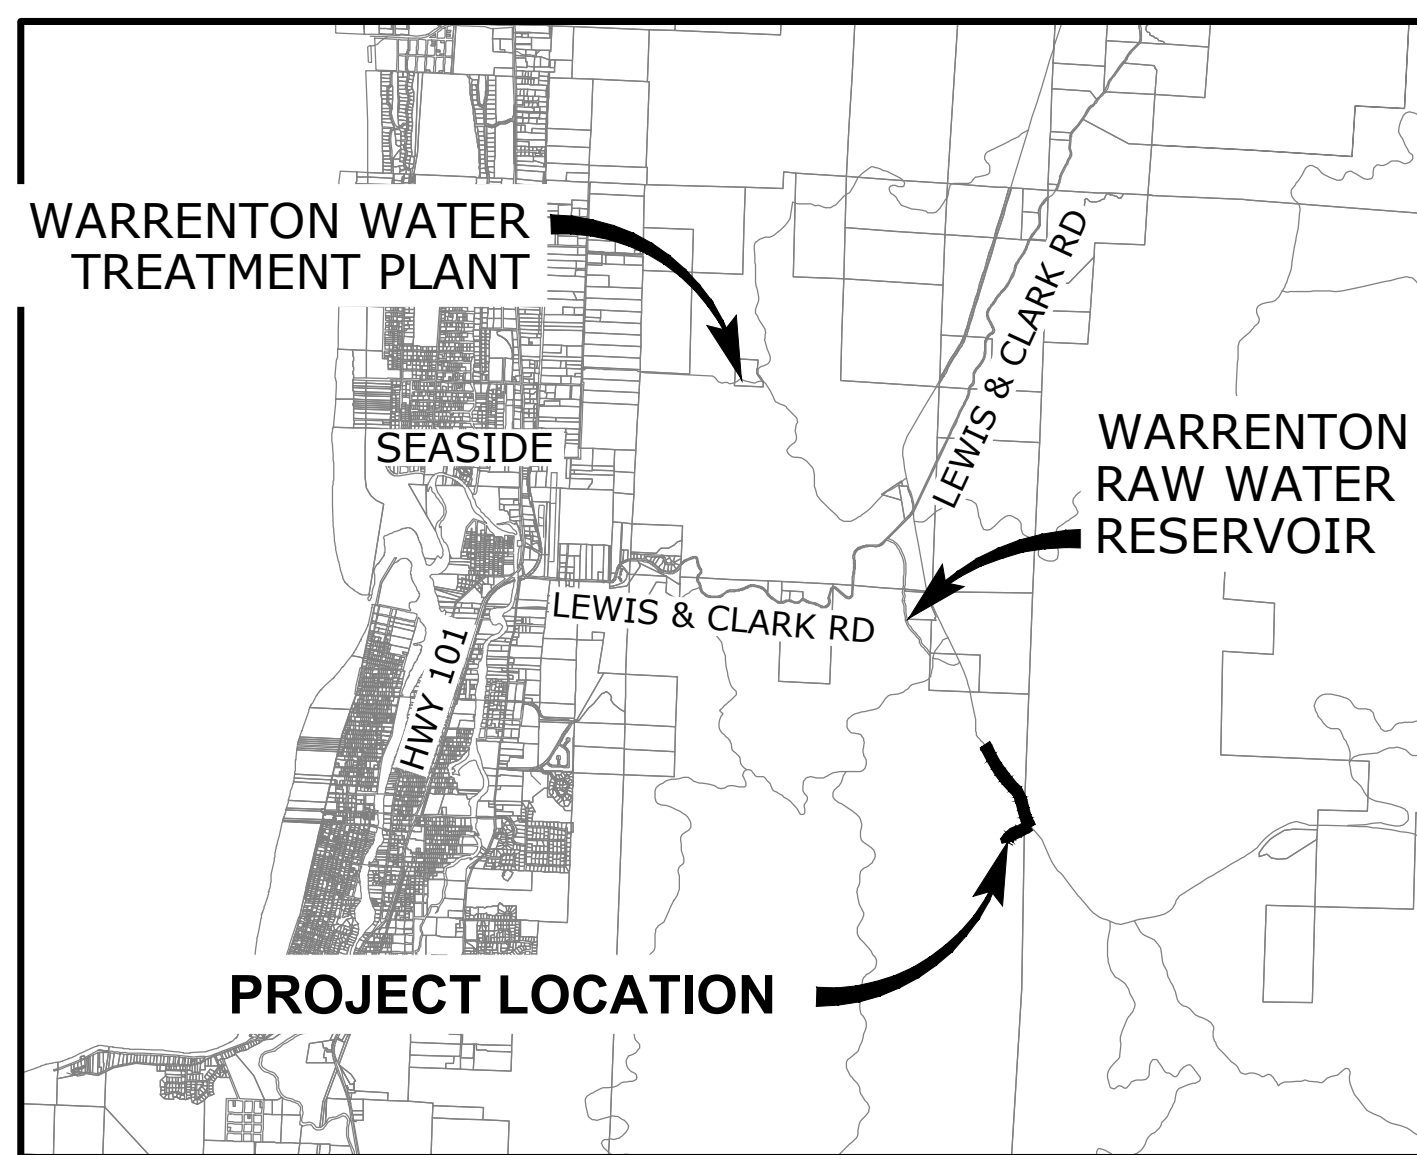 WARRENTON WATER
TREATMENT PLANT
LEWIS & CLARK RD
SEASIDE
WARRENTON
RAW WATER
RESERVOIR
LEWIS & CLARK RD
HWY 101
PROJECT LOCATION